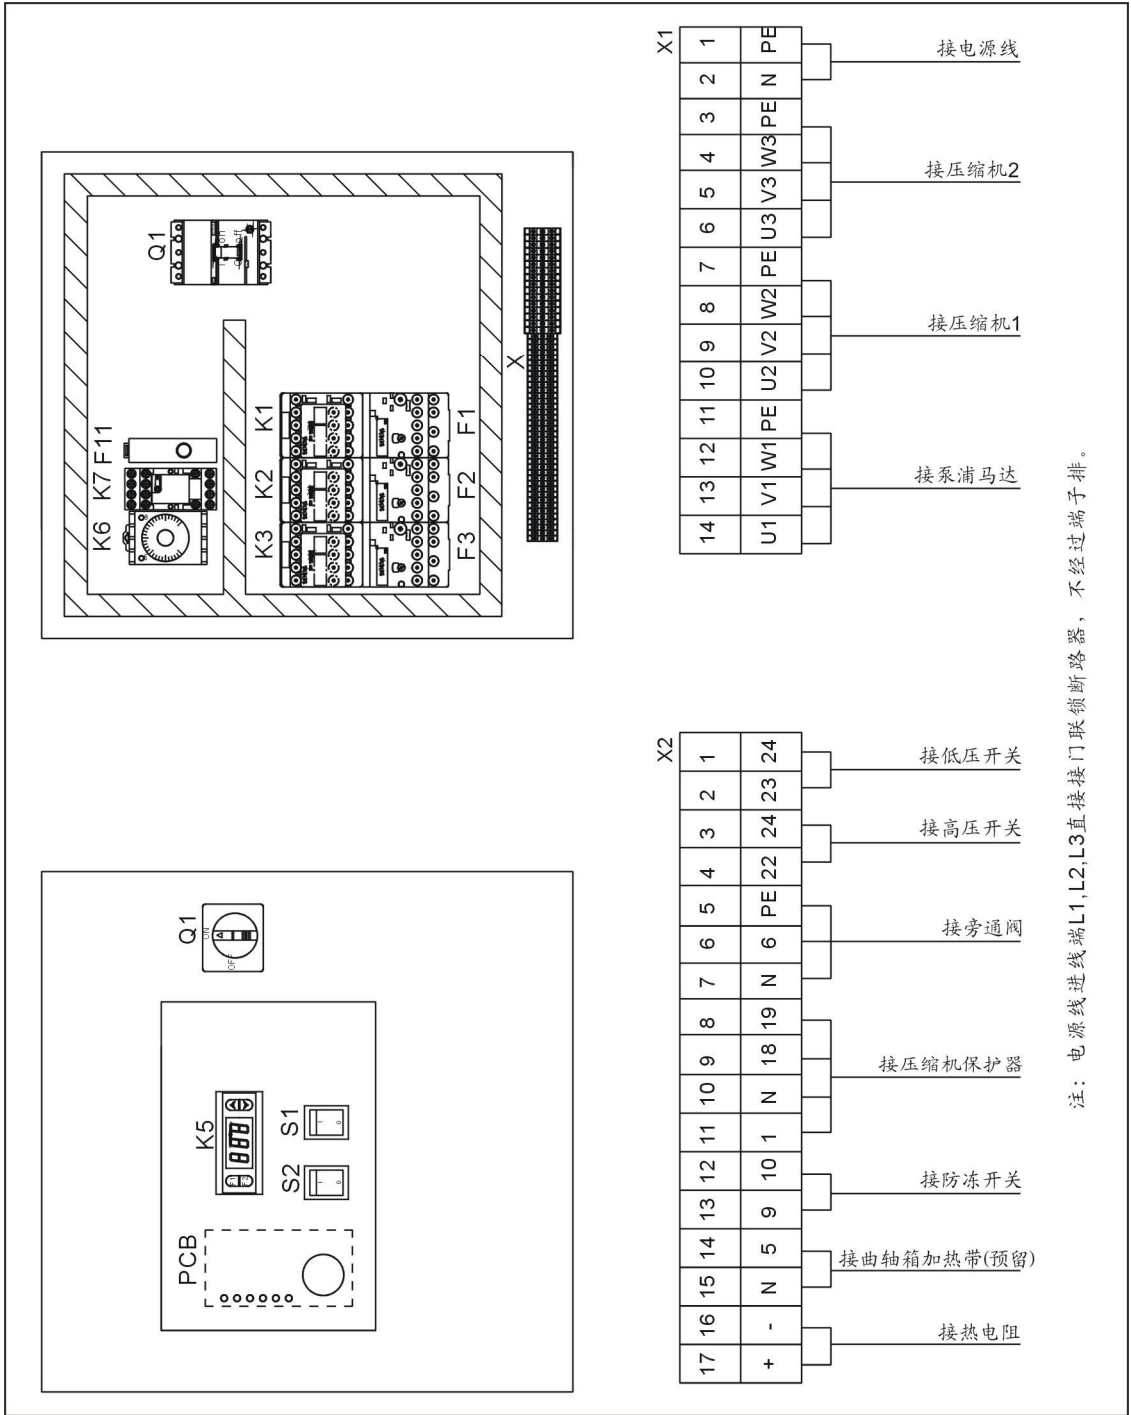 X1
1 PE
2 N
接电源线
3 PE
4 W3
5 V3
6 U3
接压缩机2
7 PE
8 W2
9 V2
10 U2
接压缩机1
11 PE
12 W1
13 V1
14 U1
接泵浦马达
Q1
on
off
X
K1
K2
K3
F1
F2
F3
K6
K7
F11
X2
1 24
2 23
接低压开关
3 24
4 22
接高压开关
5 PE
6 6
7 N
接旁通阀
8 19
9 18
10 N
11 1
接压缩机保护器
12 10
13 9
接防冻开关
14 5
15 N
接曲轴箱加热带(预留)
16 -
17 +
接热电阻
Q1
ON
OFF
K5
S1
S2
PCB
注：电源线进线端L1,L2,L3直接接门联锁断路器，不经过端子排。